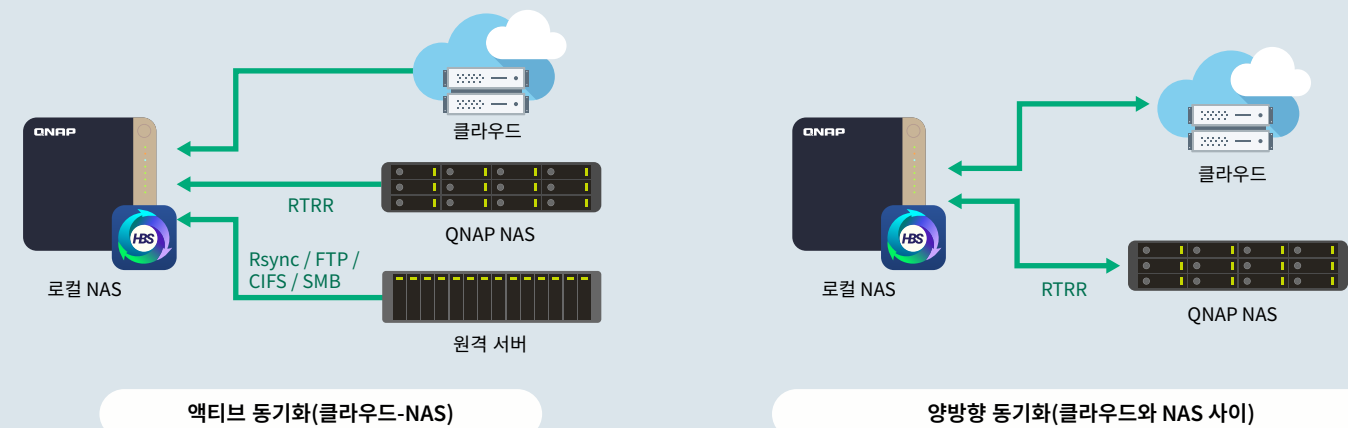 클라우드
QNAP
RTRR
QNAP NAS
HBS
Rsync / FTP /
CIFS / SMB
로컬 NAS
원격 서버
액티브 동기화(클라우드-NAS)
QNAP
클라우드
HBS
로컬 NAS
RTRR
QNAP NAS
양방향 동기화(클라우드와 NAS 사이)